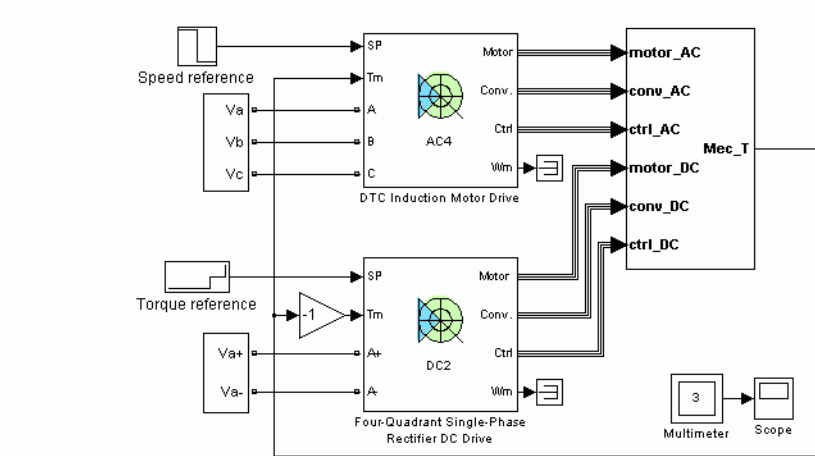 Speed reference
Va
Vb
Vc
SP
Tm
A
B
C
Motor
Conv.
Ctrl
Wm
AC4
DTC Induction Motor Drive
motor_AC
conv_AC
ctrl_AC
motor_DC
conv_DC
ctrl_DC
Mec_T
Torque reference
-1
Va+
Va-
SP
Tm
A+
A-
Motor
Conv.
Ctrl
Wm
DC2
Four-Quadrant Single-Phase
Rectifier DC Drive
3
Multimeter
Scope